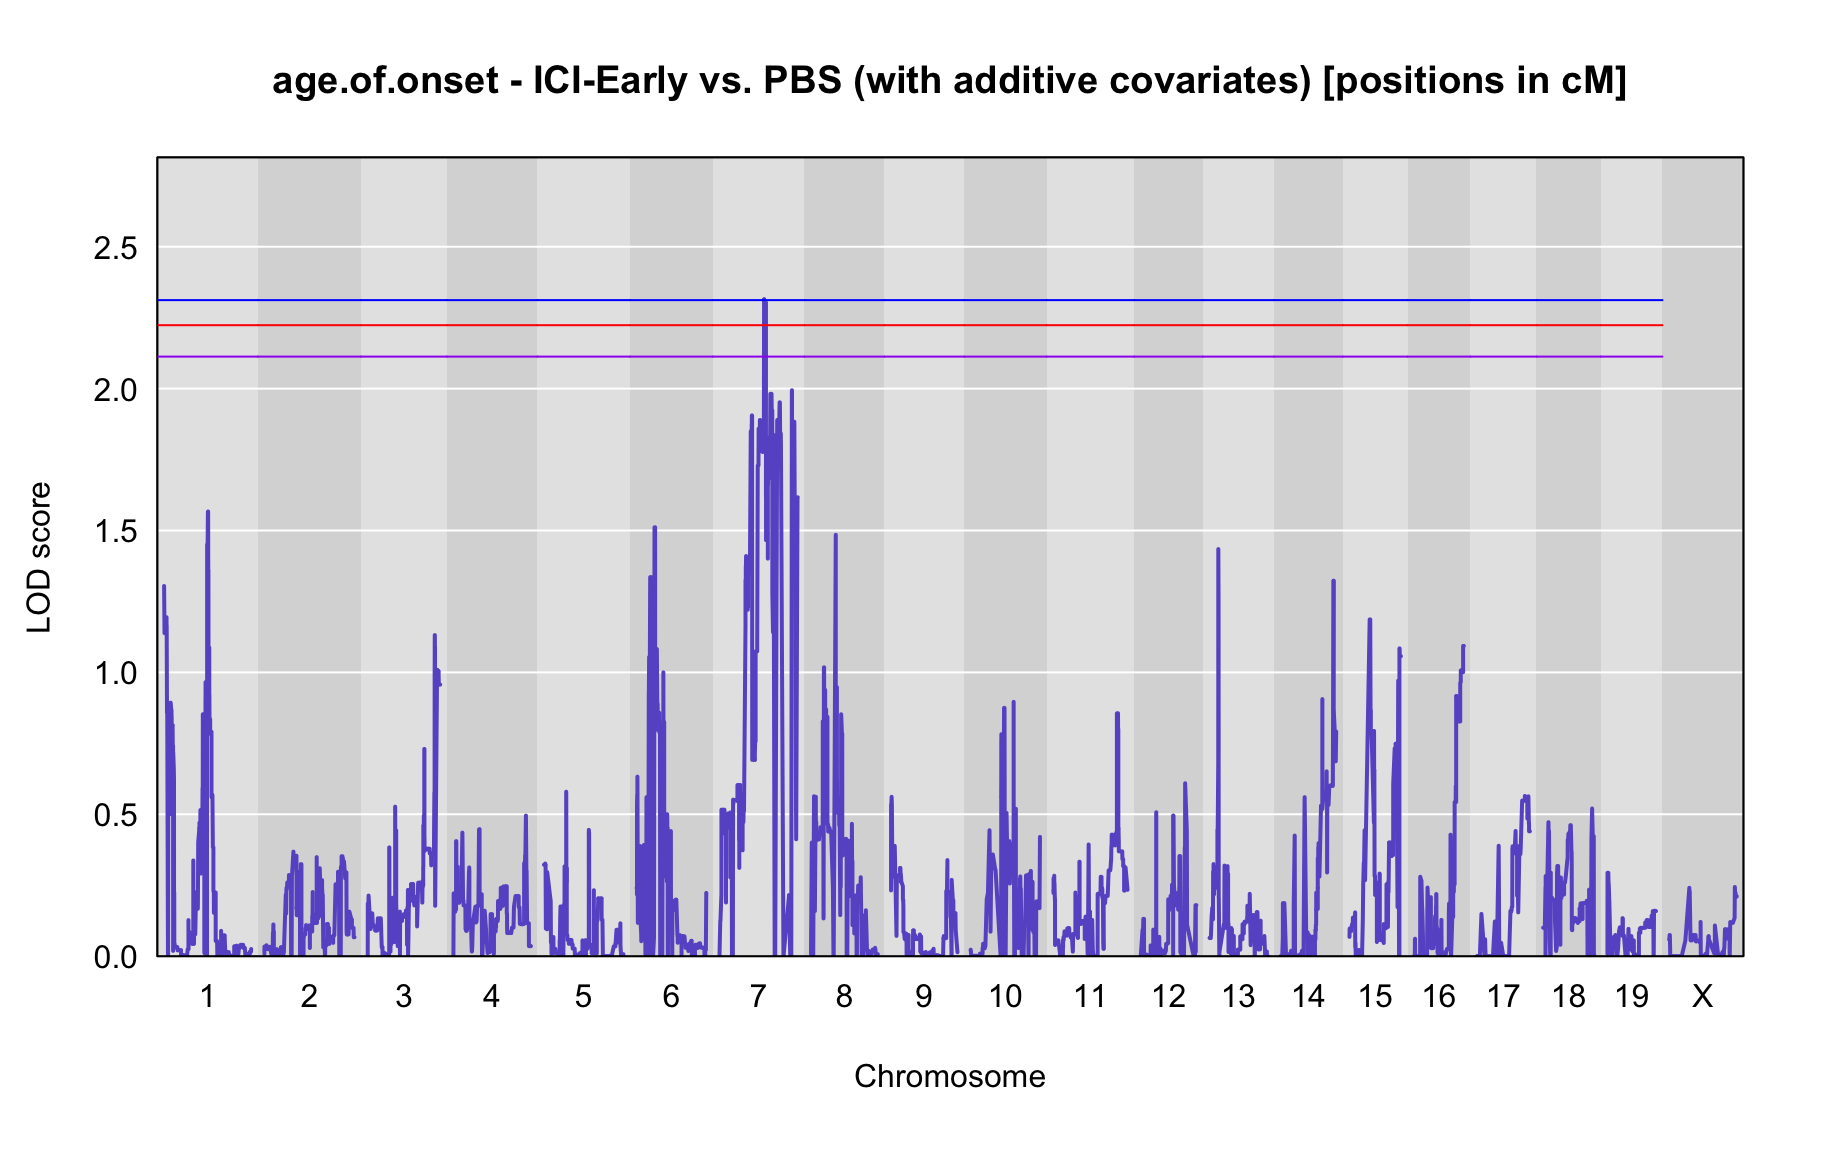 age.of.onset - ICI-Early vs. PBS (with additive covariates) [positions in cM]
LOD score
2.5
2.0
1.5
1.0
0.5
0.0
1 2 3 4 5 6 7 8 9 10 11 12 13 14 15 16 17 18 19 X
Chromosome